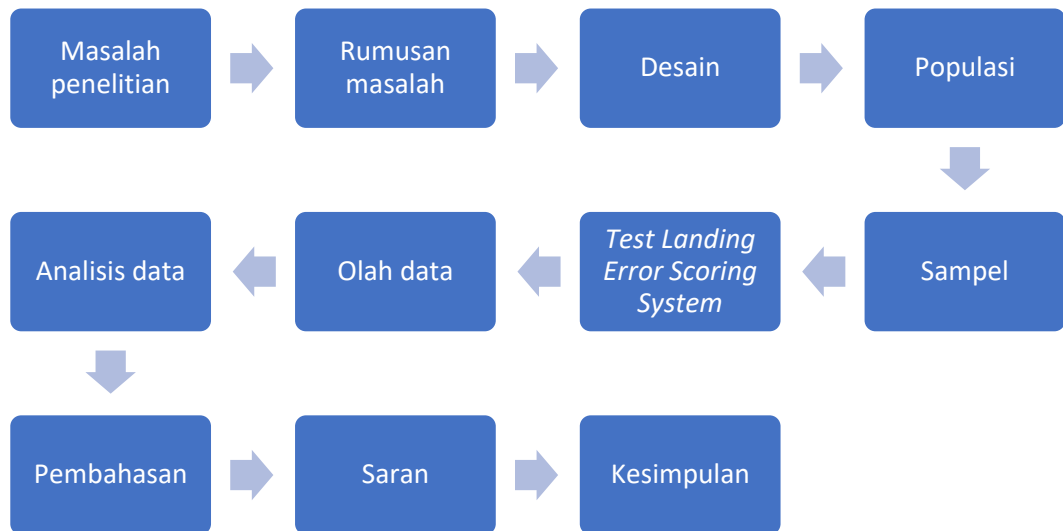 Masalah
penelitian
Rumusan
masalah
Desain
Populasi
Sampel
Test Landing
Error Scoring
System
Olah data
Analisis data
Pembahasan
Saran
Kesimpulan